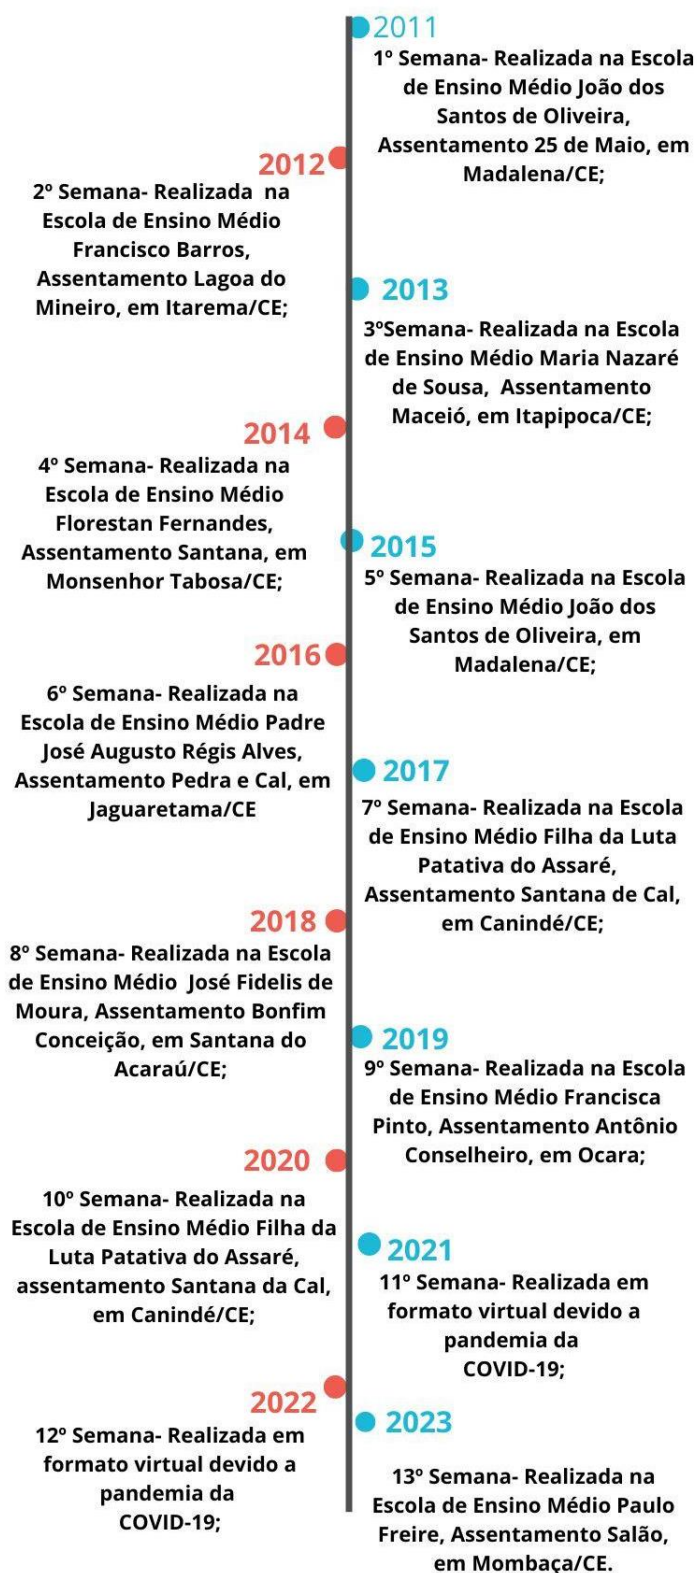 2011
1º Semana- Realizada na Escola
de Ensino Médio João dos
Santos de Oliveira,
Assentamento 25 de Maio, em
Madalena/CE;
2012
2º Semana- Realizada na
Escola de Ensino Médio
Francisco Barros,
Assentamento Lagoa do
Mineiro, em Itarema/CE;
2013
3ºSemana- Realizada na Escola
de Ensino Médio Maria Nazaré
de Sousa, Assentamento
Maceió, em Itapipoca/CE;
2014
4º Semana- Realizada na
Escola de Ensino Médio
Florestan Fernandes,
Assentamento Santana, em
Monsenhor Tabosa/CE;
2015
5º Semana- Realizada na Escola
de Ensino Médio João dos
Santos de Oliveira, em
Madalena/CE;
2016
6º Semana- Realizada na
Escola de Ensino Médio Padre
José Augusto Régis Alves,
Assentamento Pedra e Cal, em
Jaguaretama/CE
2017
7º Semana- Realizada na Escola
de Ensino Médio Filha da Luta
Patativa do Assaré,
Assentamento Santana de Cal,
em Canindé/CE;
2018
8º Semana- Realizada na Escola
de Ensino Médio José Fidelis de
Moura, Assentamento Bonfim
Conceição, em Santana do
Acaraú/CE;
2019
9º Semana- Realizada na Escola
de Ensino Médio Francisca
Pinto, Assentamento Antônio
Conselheiro, em Ocara;
2020
10º Semana- Realizada na
Escola de Ensino Médio Filha da
Luta Patativa do Assaré,
assentamento Santana da Cal,
em Canindé/CE;
2021
11º Semana- Realizada em
formato virtual devido a
pandemia da
COVID-19;
2022
12º Semana- Realizada em
formato virtual devido a
pandemia da
COVID-19;
2023
13º Semana- Realizada na
Escola de Ensino Médio Paulo
Freire, Assentamento Salão,
em Mombaça/CE.